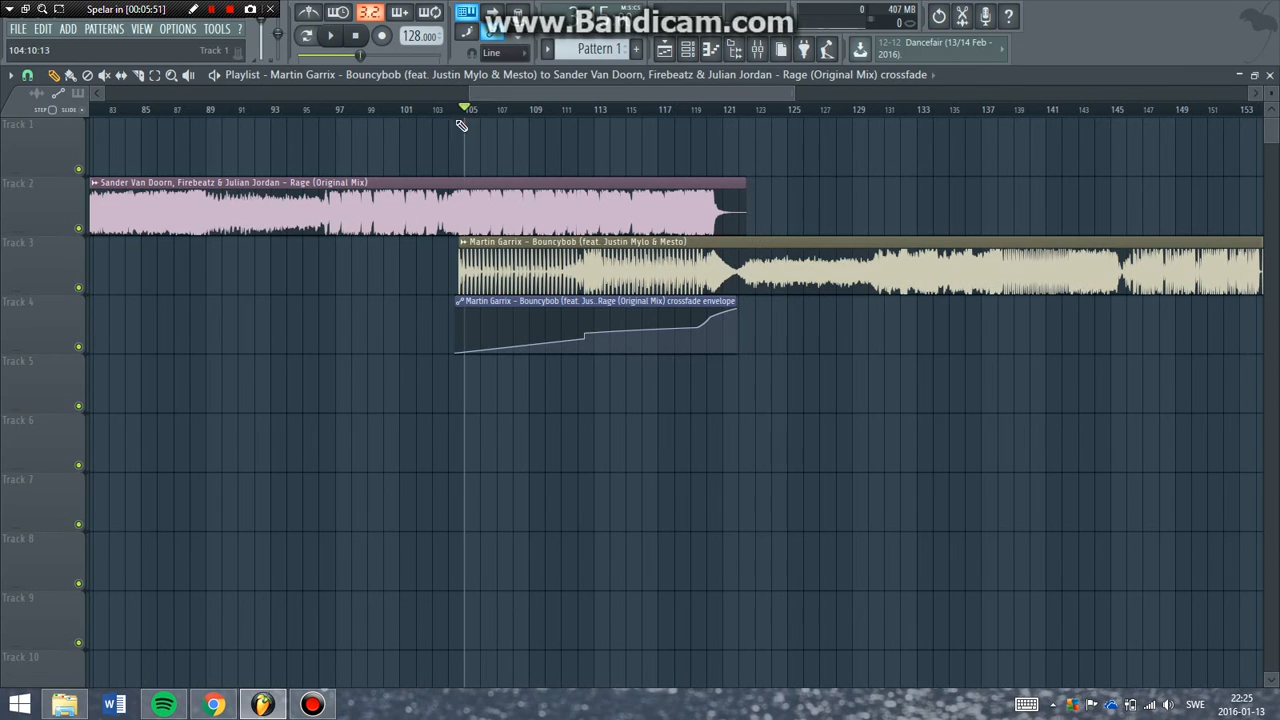 Spelar in [00:05:51]
3.2.
www.Bandicam.com
FILE EDIT ADD PATTERNS VIEW OPTIONS TOOLS ?
128.000
Line
Pattern 1
0
407 MB
0
12-12 Dancefair (13/14 Feb -
2016).
104:10:13
Track 1
Playlist - Martin Garrix - Bouncybob (feat. Justin Mylo & Mesto) to Sander Van Doorn, Firebeatz & Julian Jordan - Rage (Original Mix) crossfade
STEP SLIDE
83 85 87 89 91 93 95 97 99 101 103 105 107 109 111 113 115 117 119 121 123 125 127 129 131 133 135 137 139 141 143 145 147 149 151 153
Track 1
Track 2
Sander Van Doorn, Firebeatz & Julian Jordan - Rage (Original Mix)
Track 3
Martin Garrix - Bouncybob (feat. Justin Mylo & Mesto)
Track 4
Martin Garrix - Bouncybob (feat. Jus. Rage (Original Mix) crossfade envelope
Track 5
Track 6
Track 7
Track 8
Track 9
Track 10
SWE
22:25
2016-01-13